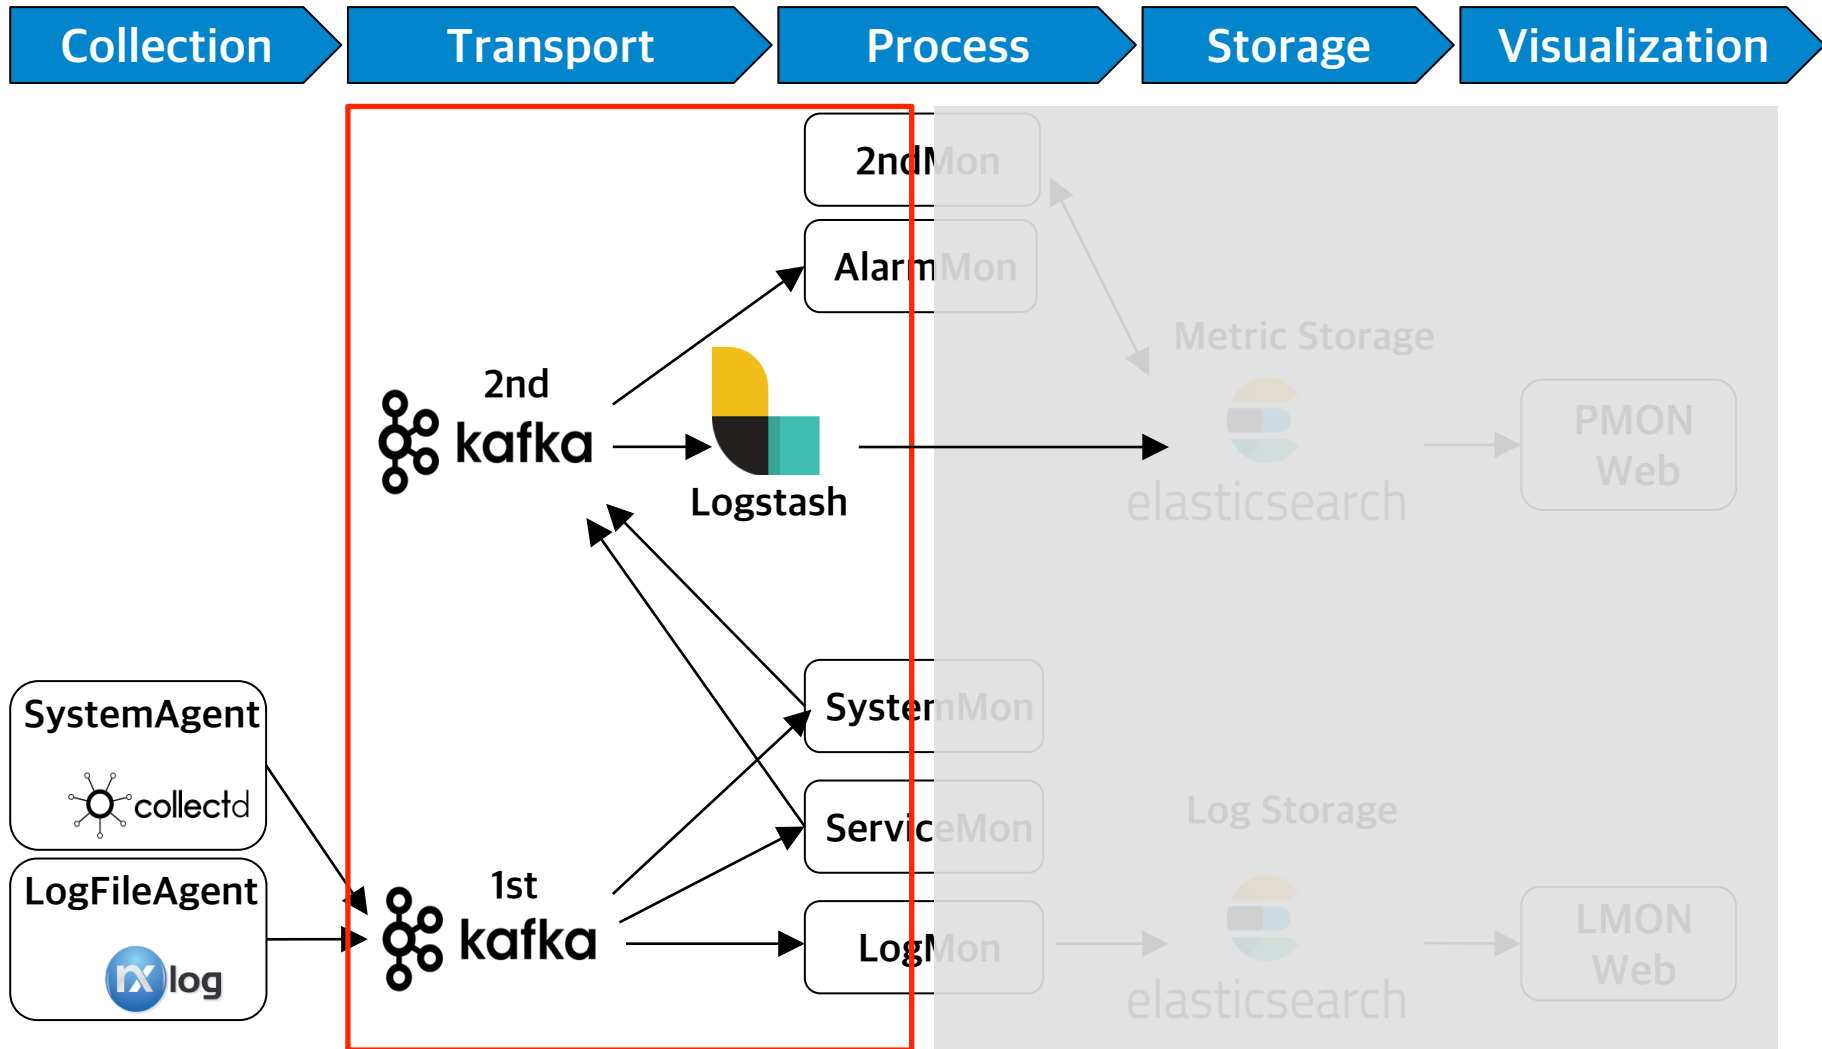 Collection
Transport
Process
Storage
Visualization
2ndMon
AlarmMon
2nd
kafka
Logstash
Metric Storage
elasticsearch
PMON
Web
SystemAgent
collectd
LogFileAgent
nxlog
1st
kafka
SystemMon
ServiceMon
LogMon
Log Storage
elasticsearch
LMON
Web